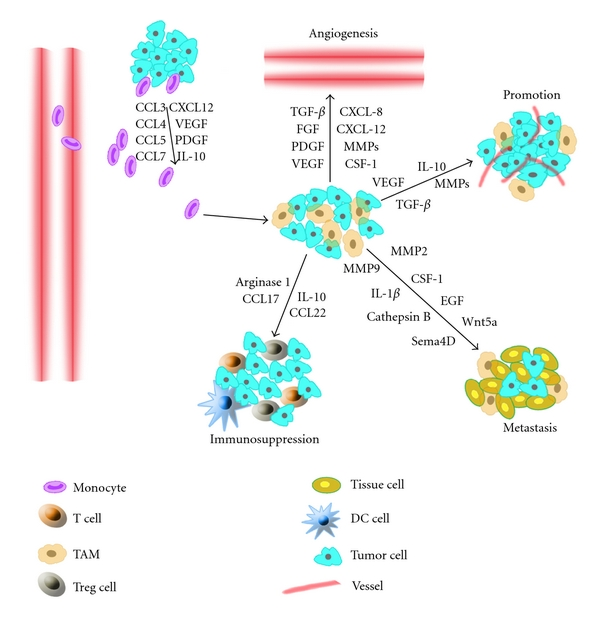 Angiogenesis
CCL3 CXCL12
CCL4 VEGF
CCL5 PDGF
CCL7 IL-10
TGF-β CXCL-8
FGF CXCL-12
PDGF MMPs
VEGF CSF-1
Promotion
IL-10
VEGF MMPs
TGF-β
MMP2
MMP9
CSF-1
IL-1β
EGF
Cathepsin B
Wnt5a
Sema4D
Arginase 1
CCL17 IL-10
CCL22
Immunosuppression
Metastasis
Monocyte
T cell
TAM
Treg cell
Tissue cell
DC cell
Tumor cell
Vessel